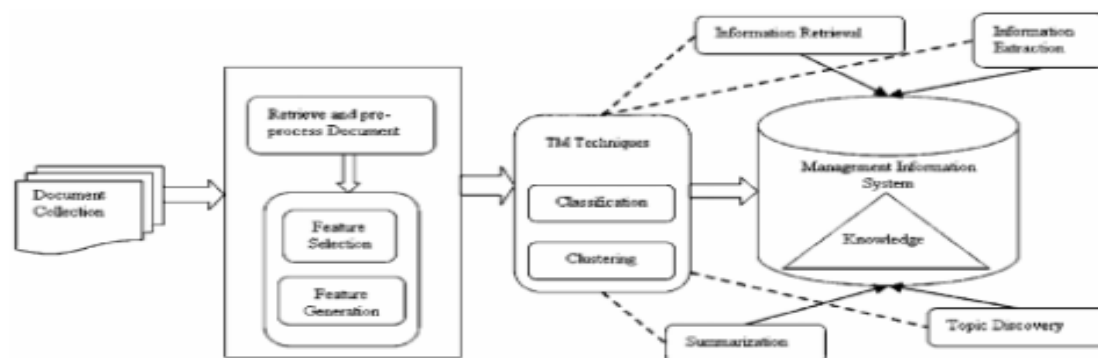 Document
Collection
Retrieve and pre-
process Document
Feature
Selection
Feature
Generation
TM Techniques
Classification
Clustering
Information Retrieval
Information
Extraction
Management Information
System
Knowledge
Summarization
Topic Discovery